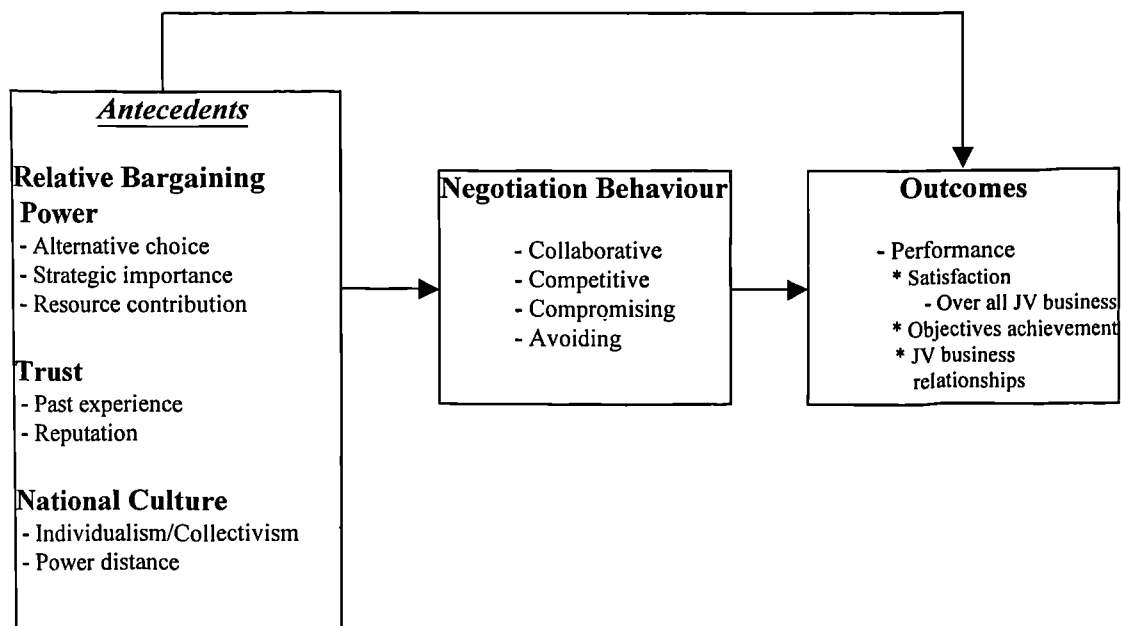 Antecedents
Relative Bargaining
Power
- Alternative choice
- Strategic importance
- Resource contribution
Trust
- Past experience
- Reputation
National Culture
- Individualism/Collectivism
- Power distance
Negotiation Behaviour
- Collaborative
- Competitive
- Compromising
- Avoiding
Outcomes
- Performance
* Satisfaction
- Over all JV business
* Objectives achievement
* JV business
relationships